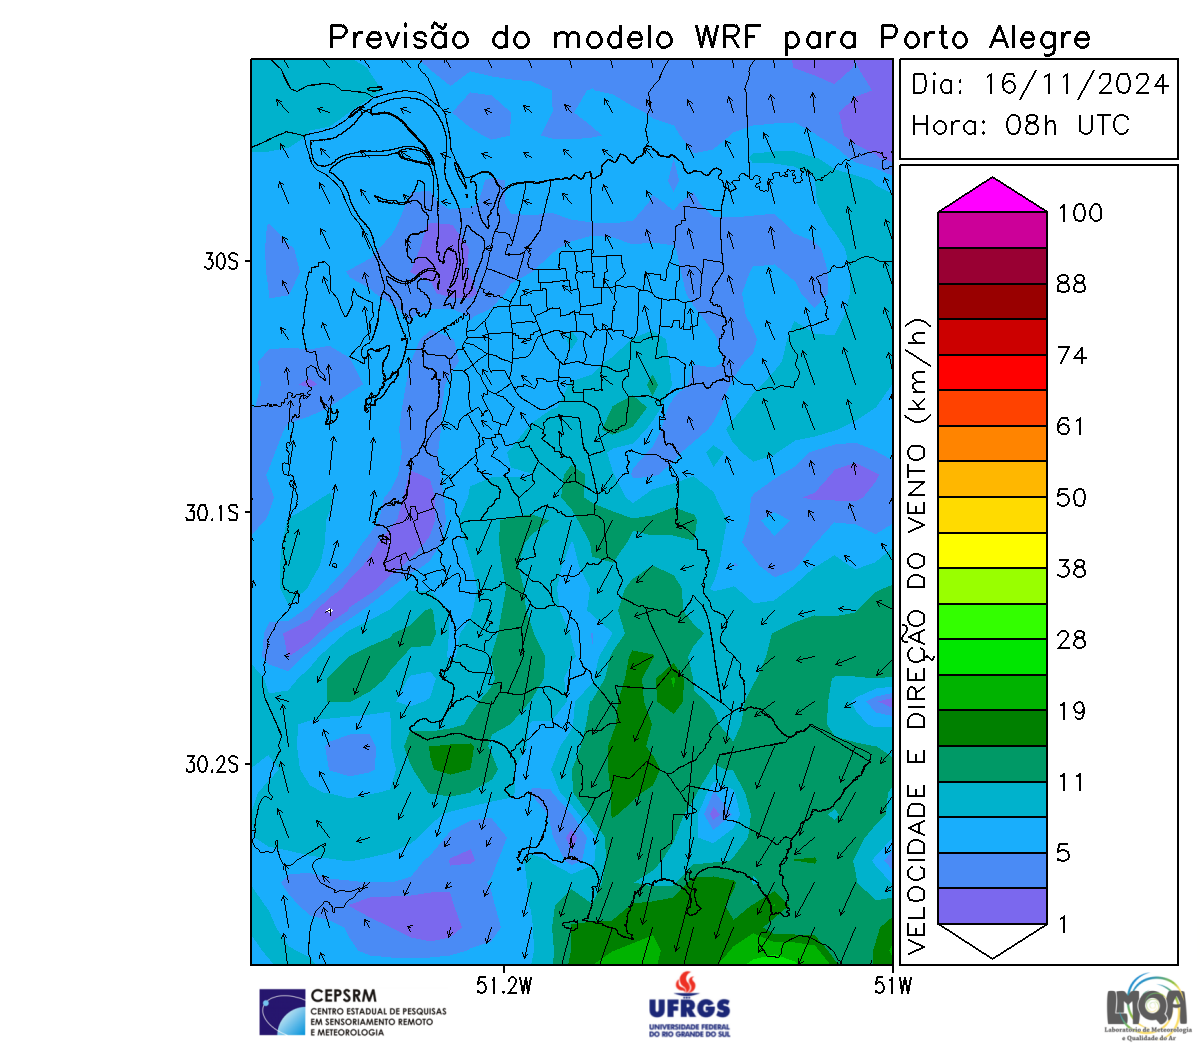 Previsão do modelo WRF para Porto Alegre
Dia: 16/11/2024
Hora: 08h UTC
30S
30.1S
30.2S
51.2W
51W
VELOCIDADE E DIREÇÃO DO VENTO (km/h)
100
88
74
61
50
38
28
19
11
5
1
CEPSRM
CENTRO ESTADUAL DE PESQUISAS
EM SENSORIAMENTO REMOTO
E METEOROLOGIA
UFRGS
UNIVERSIDADE FEDERAL
DO RIO GRANDE DO SUL
LMQA
Laboratório de Meteorologia
e Qualidade do Ar